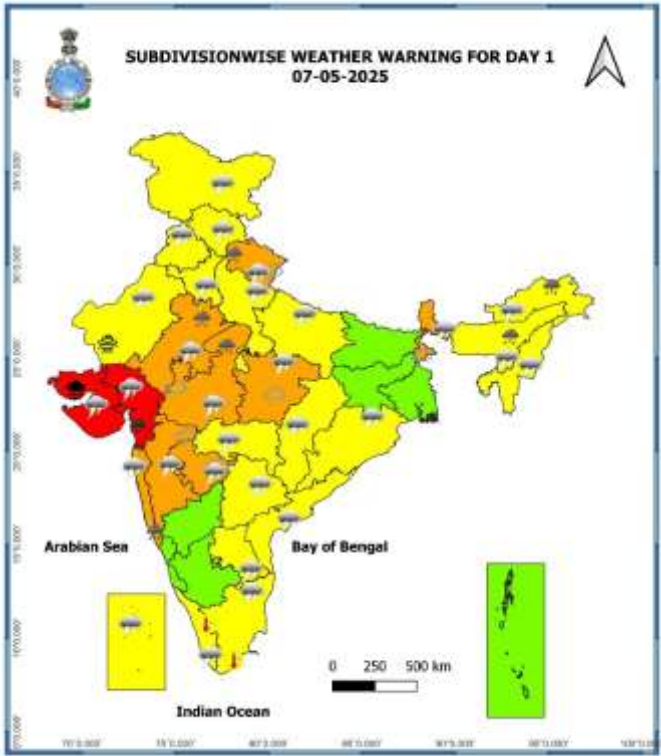 SUBDIVISIONWISE WEATHER WARNING FOR DAY 1
07-05-2025
Arabian Sea
Bay of Bengal
0 250 500 km
Indian Ocean